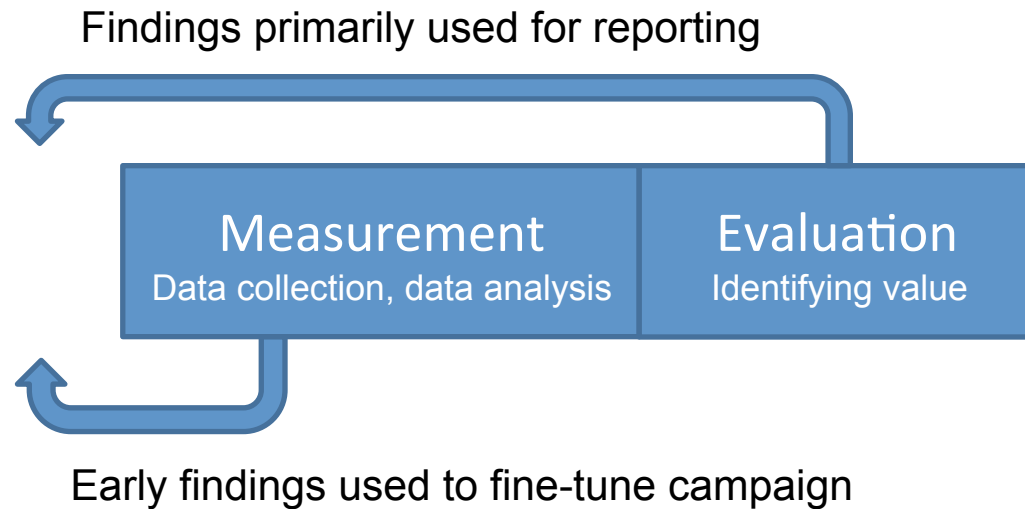 Findings primarily used for reporting
Measurement
Data collection, data analysis
Evaluation
Identifying value
Early findings used to fine-tune campaign